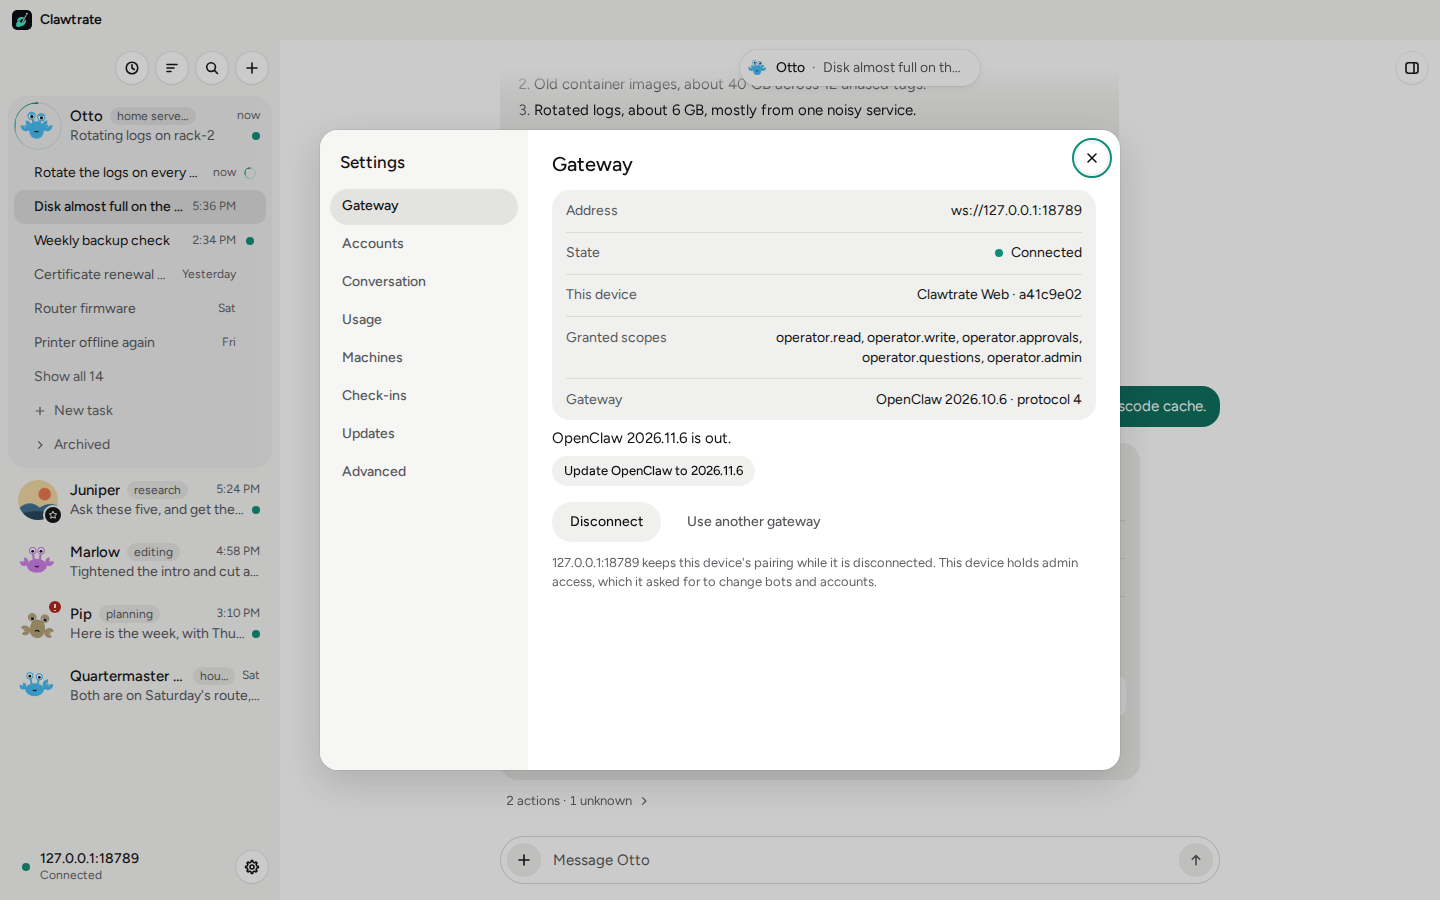 Clawtrate
Otto home serve... now
Rotating logs on rack-2
Rotate the logs on every ... now
Disk almost full on the ... 5:36 PM
Weekly backup check 2:34 PM
Certificate renewal ... Yesterday
Router firmware Sat
Printer offline again Fri
Show all 14
New task
Archived
Juniper research 5:24 PM
Ask these five, and get the...
Marlow editing 4:58 PM
Tightened the intro and cut a...
Pip planning 3:10 PM
Here is the week, with Thu...
Quartermaster ... hou... Sat
Both are on Saturday's route,...
127.0.0.1:18789
Connected
Otto · Disk almost full on th...
2. Old container images, about 40 GB across 12 unused tags.
3. Rotated logs, about 6 GB, mostly from one noisy service.
Settings
Gateway
Accounts
Conversation
Usage
Machines
Check-ins
Updates
Advanced
Gateway
Address ws://127.0.0.1:18789
State Connected
This device Clawtrate Web · a41c9e02
Granted scopes operator.read, operator.write, operator.approvals,
operator.questions, operator.admin
Gateway OpenClaw 2026.10.6 · protocol 4
OpenClaw 2026.11.6 is out.
Update OpenClaw to 2026.11.6
Disconnect Use another gateway
127.0.0.1:18789 keeps this device's pairing while it is disconnected. This device holds admin
access, which it asked for to change bots and accounts.
scode cache.
2 actions · 1 unknown
Message Otto